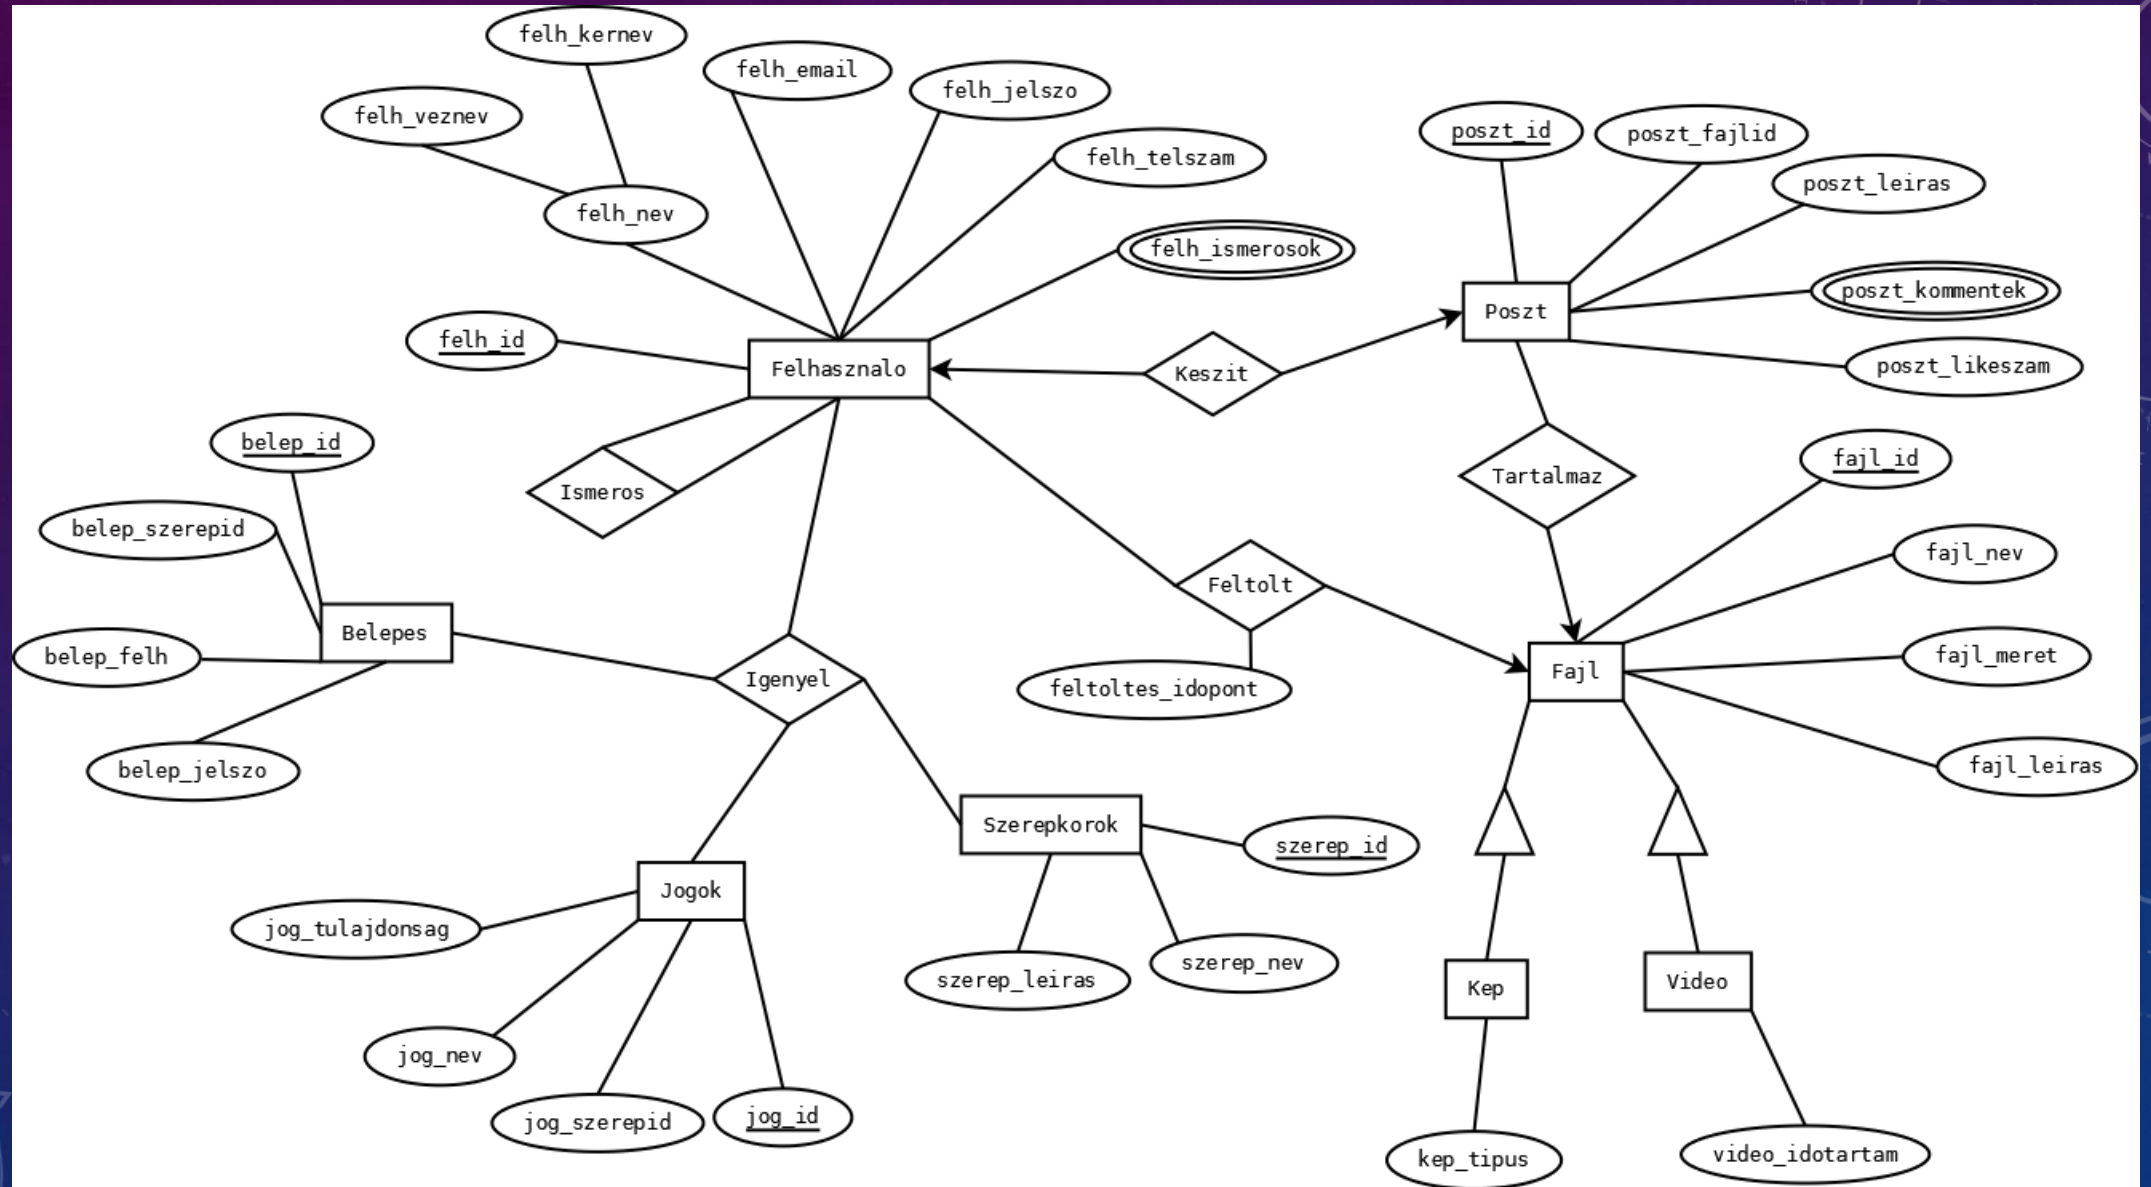 felh_kernev
felh_email
felh_jelszo
felh_veznev
felh_telszam
felh_nev
felh_ismerosok
felh_id
Felhasznalo
Keszit
poszt_id
poszt_fajlid
poszt_leiras
poszt_kommentek
Poszt
poszt_likeszam
Tartalmaz
fajl_id
fajl_nev
fajl_meret
Fajl
fajl_leiras
Ismeros
belep_id
belep_szerepid
Belepes
belep_felh
belep_jelszo
Igenyel
Feltolt
feltoltes_idopont
Szerepkorok
szerep_id
szerep_leiras
szerep_nev
Jogok
jog_tulajdonsag
jog_nev
jog_szerepid
jog_id
Kep
Video
kep_tipus
video_idotartam